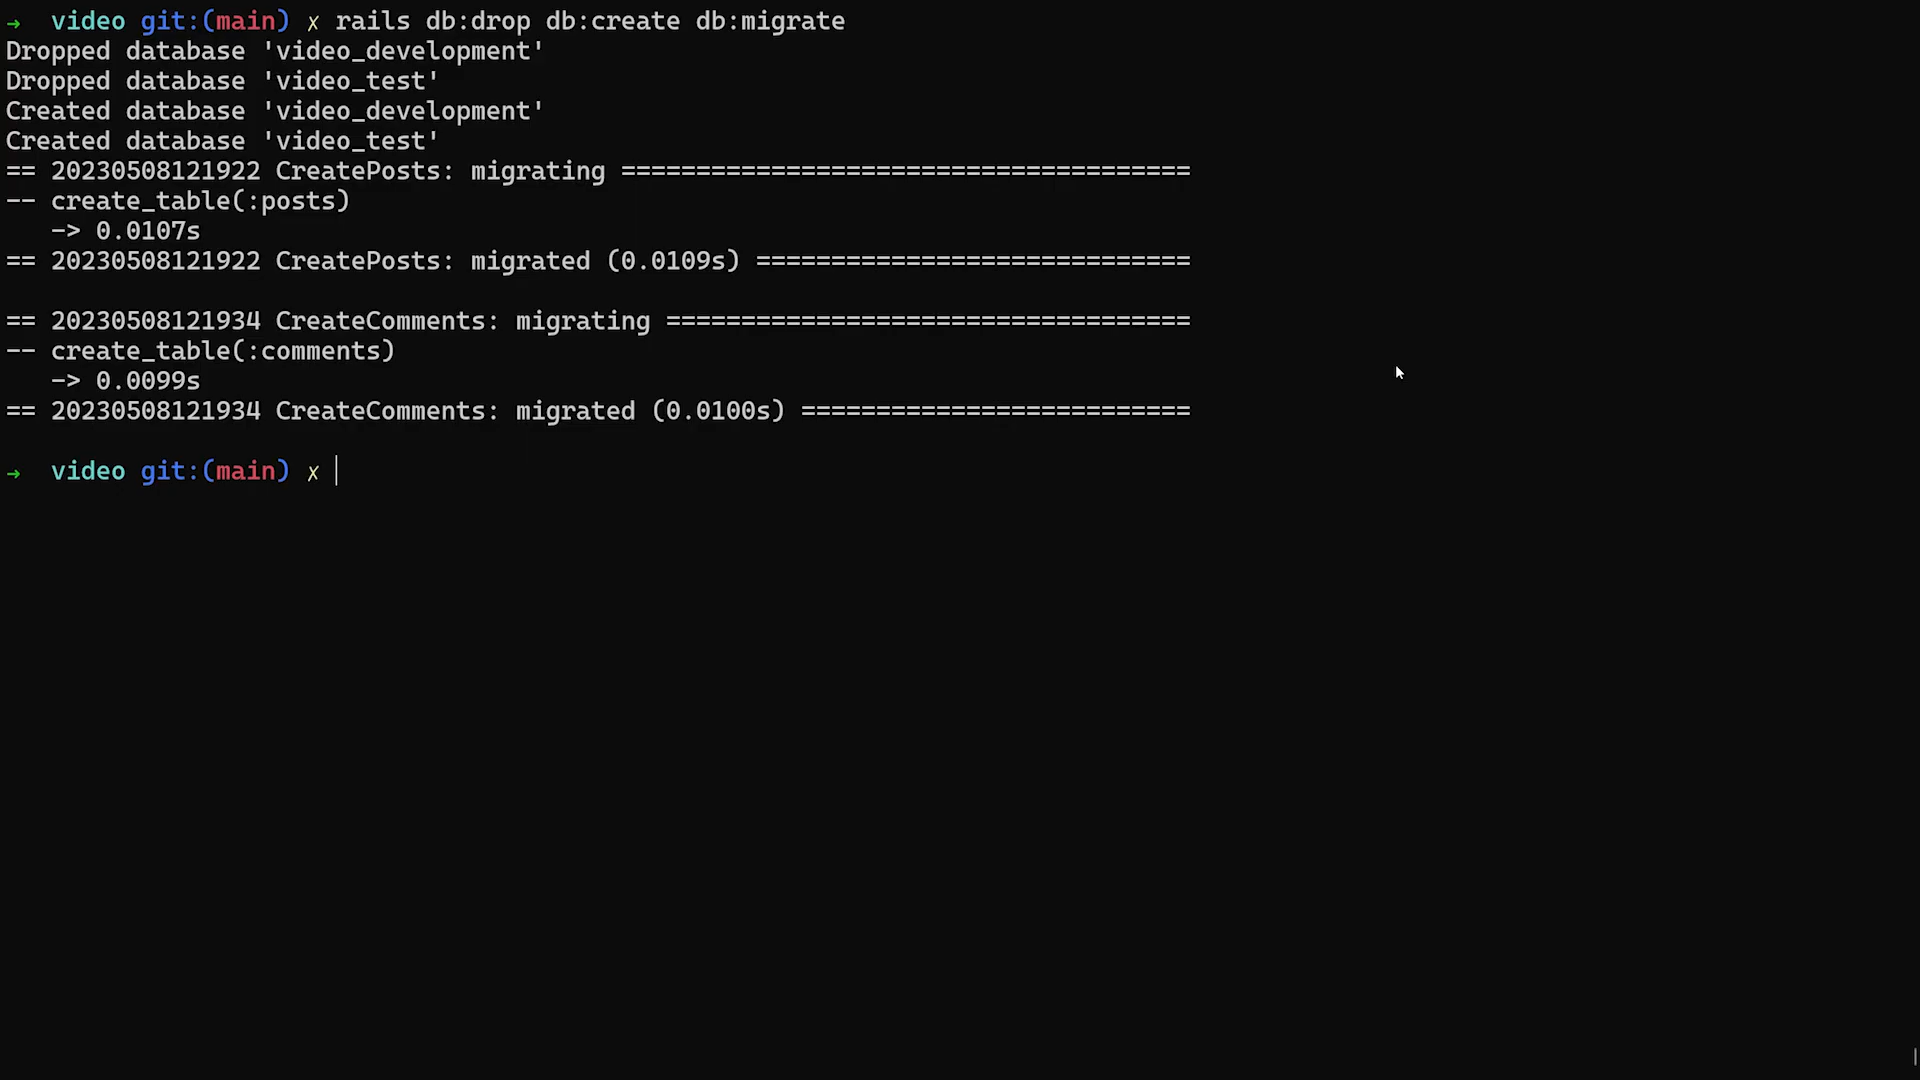 → video git:(main) ✗ rails db:drop db:create db:migrate
Dropped database 'video_development'
Dropped database 'video_test'
Created database 'video_development'
Created database 'video_test'
== 20230508121922 CreatePosts: migrating ======================================
-- create_table(:posts)
   -> 0.0107s
== 20230508121922 CreatePosts: migrated (0.0109s) =============================

== 20230508121934 CreateComments: migrating ===================================
-- create_table(:comments)
   -> 0.0099s
== 20230508121934 CreateComments: migrated (0.0100s) ==========================

→ video git:(main) ✗